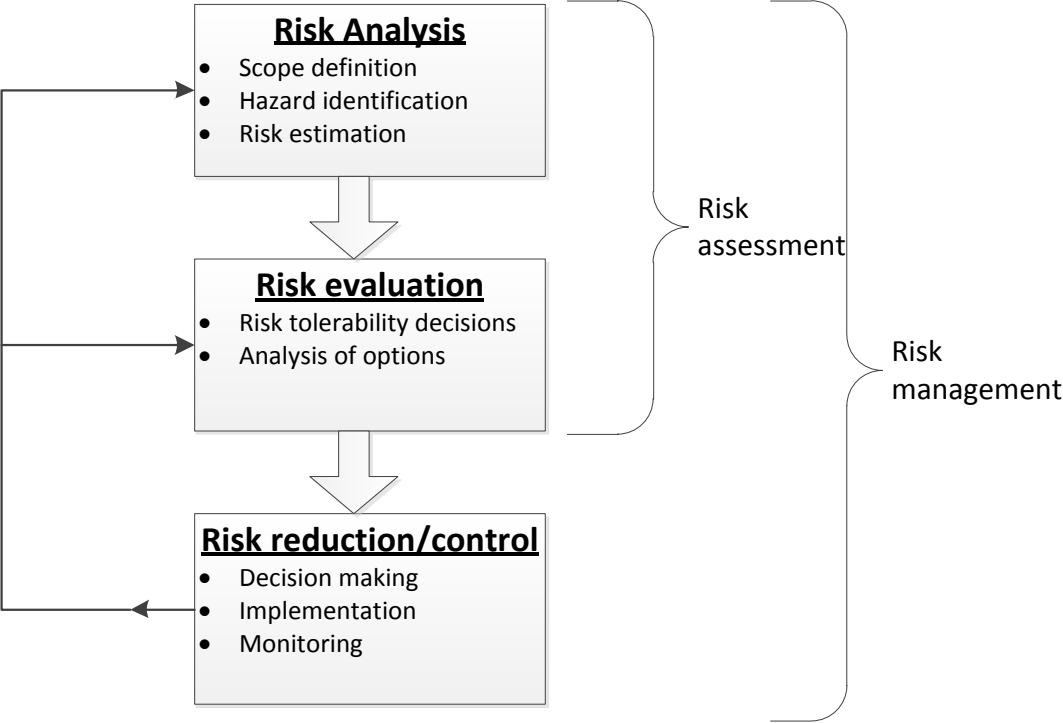 Risk Analysis
• Scope definition
• Hazard identification
• Risk estimation
Risk
assessment
Risk evaluation
• Risk tolerability decisions
• Analysis of options
Risk
management
Risk reduction/control
• Decision making
• Implementation
• Monitoring